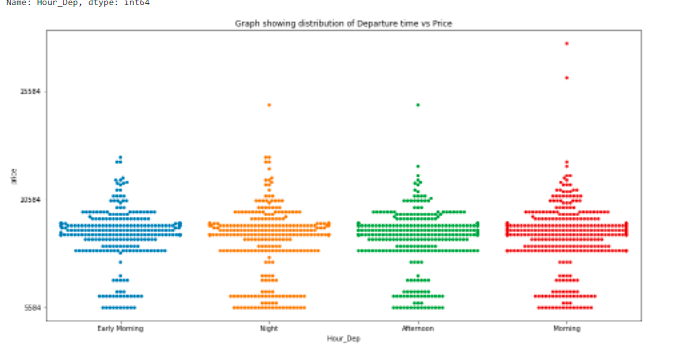 Name: Hour_Dep, dtype: int64
Graph showing distribution of Departure time vs Price
25584
price
20584
5584
Early Morning Night Afternoon Morning
Hour_Dep